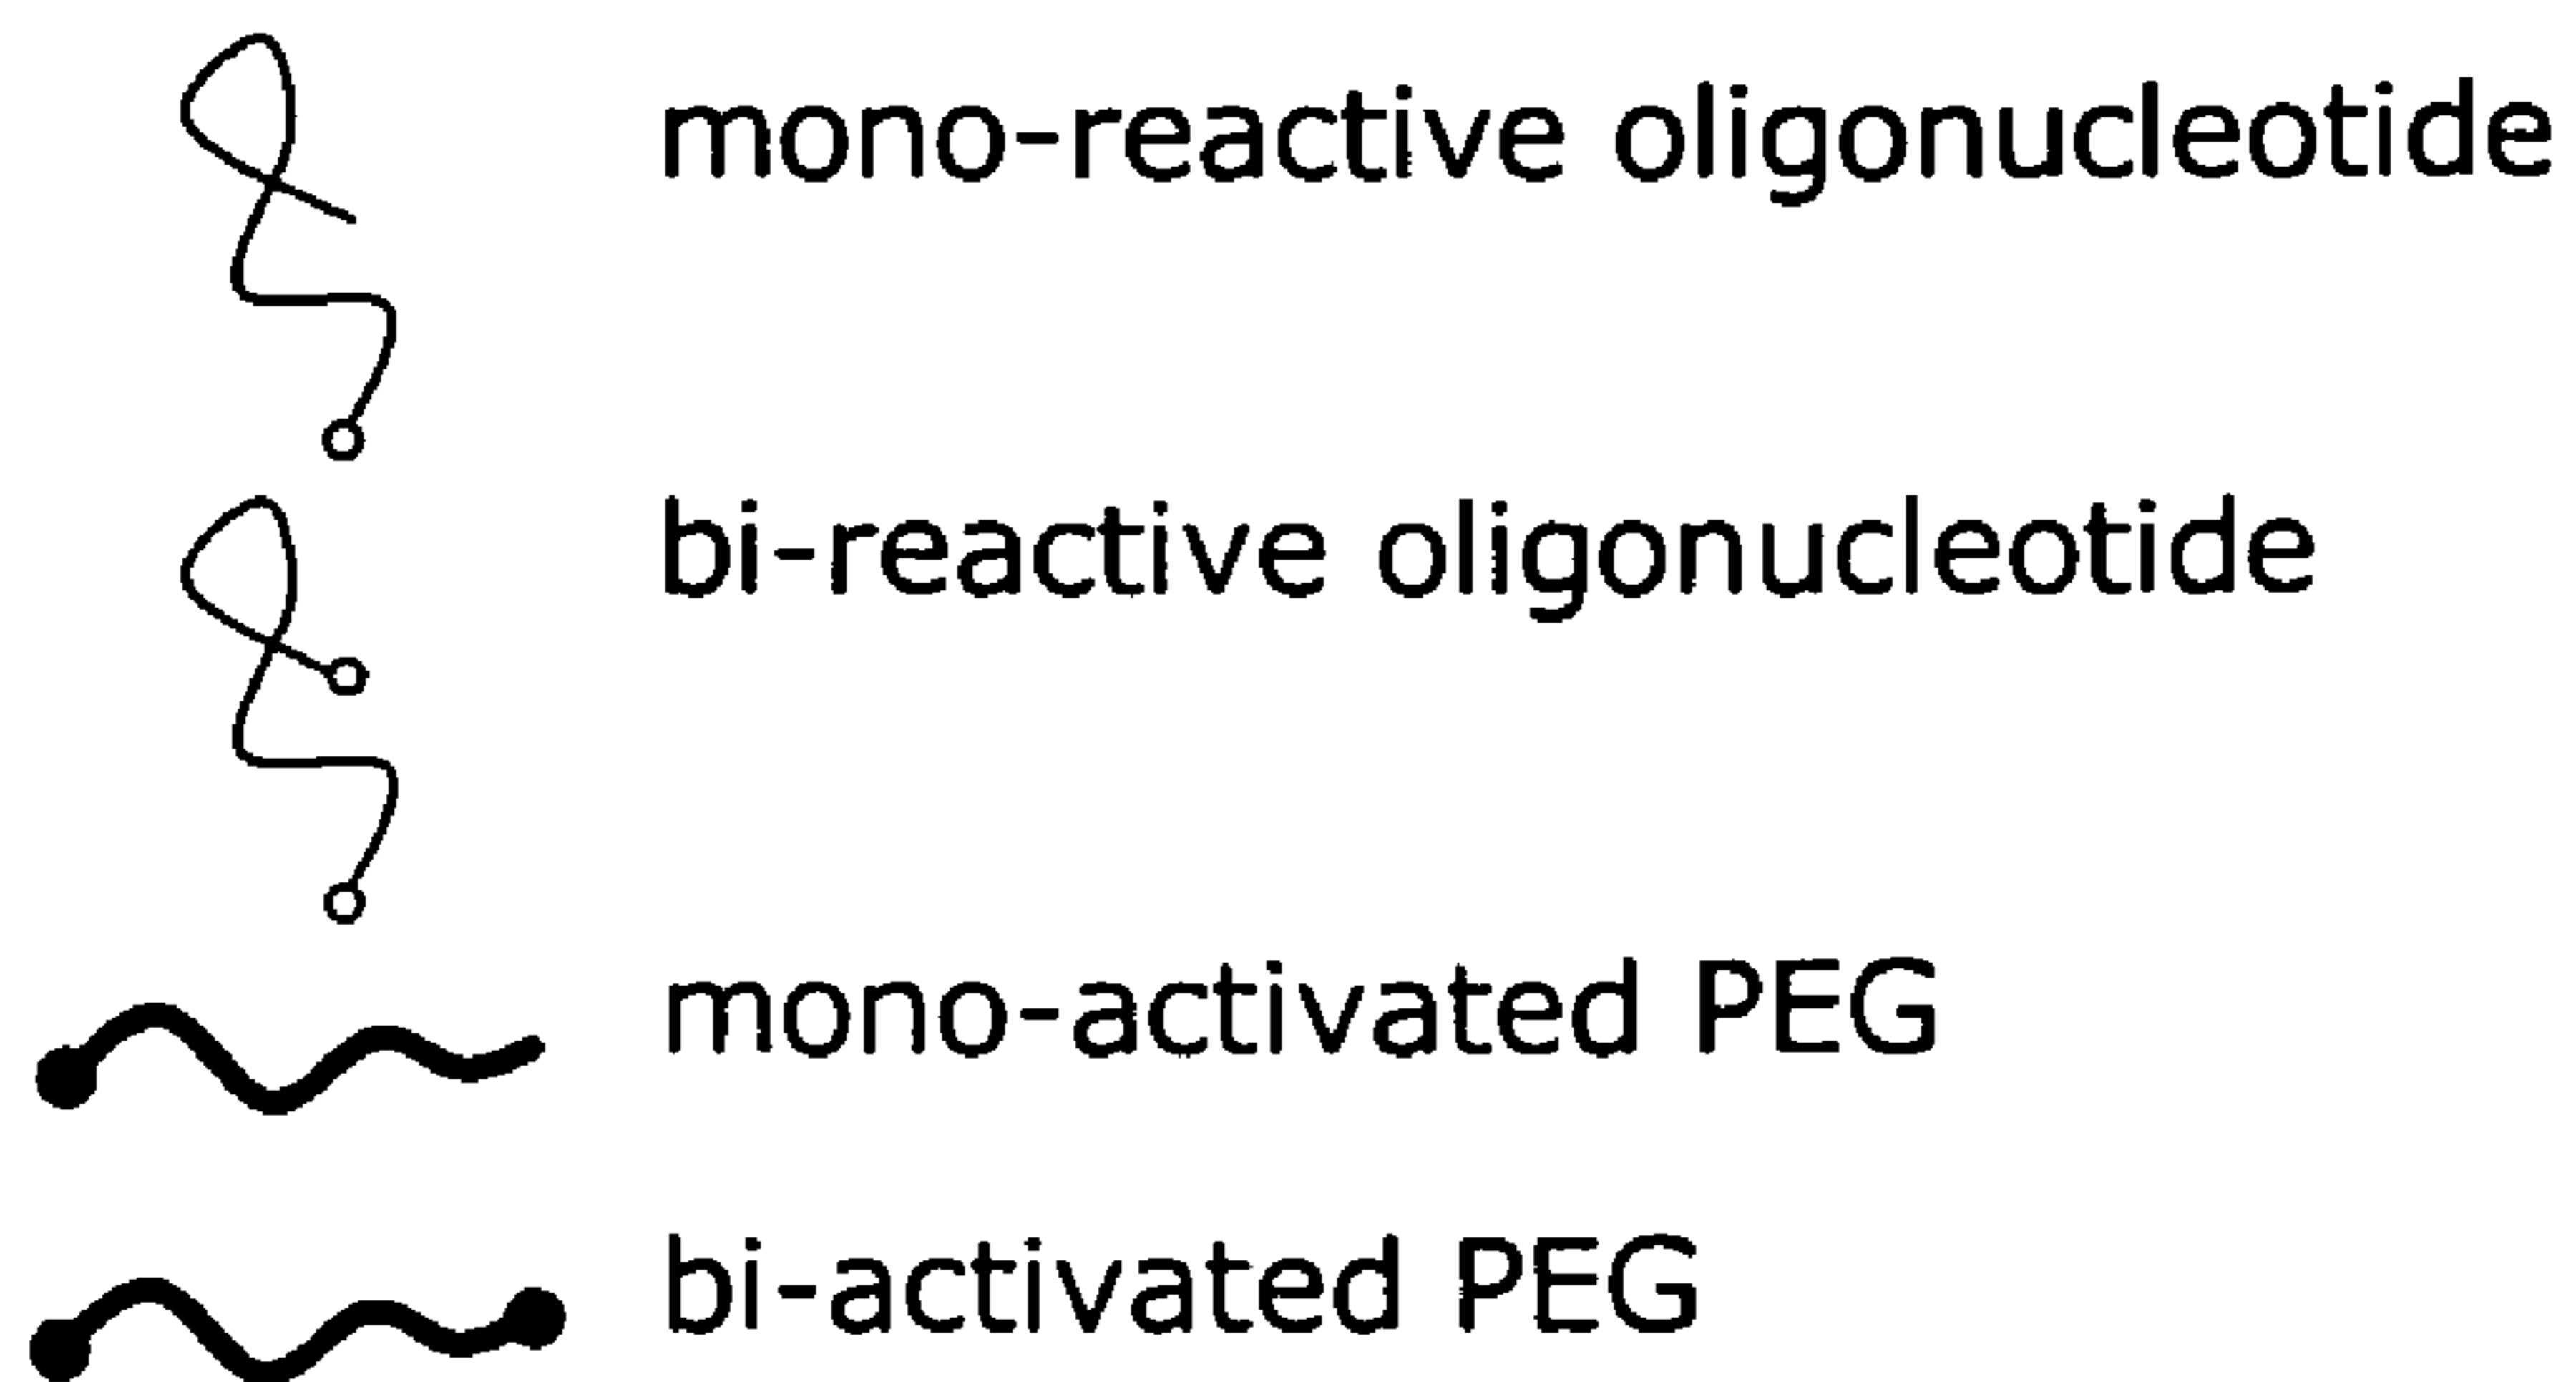 mono-reactive oligonucleotide
bi-reactive oligonucleotide
mono-activated PEG
bi-activated PEG